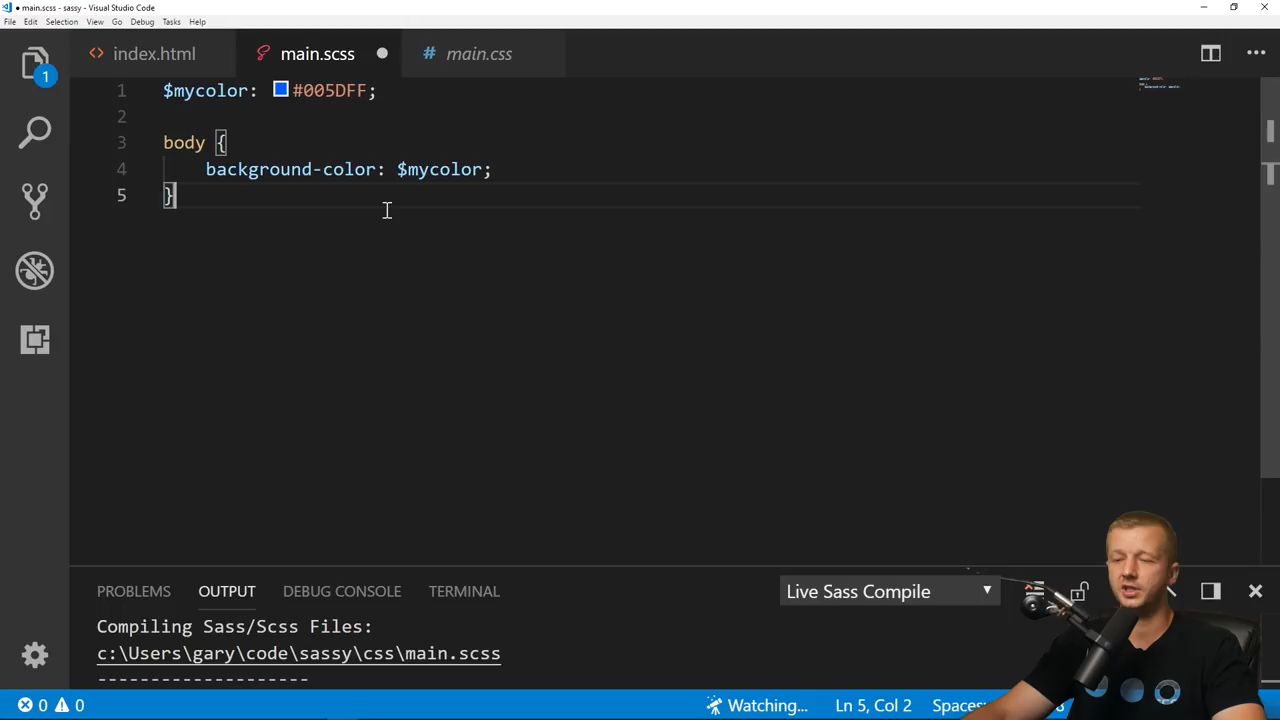 ● main.scss - sassy - Visual Studio Code
File Edit Selection View Go Debug Tasks Help
index.html main.scss main.css
1 $mycolor: #005DFF;
2
3 body {
4 background-color: $mycolor;
5 }
1
PROBLEMS OUTPUT DEBUG CONSOLE TERMINAL Live Sass Compile
Compiling Sass/Scss Files:
c:\Users\gary\code\sassy\css\main.scss
--------------------
0 0 Watching... Ln 5, Col 2